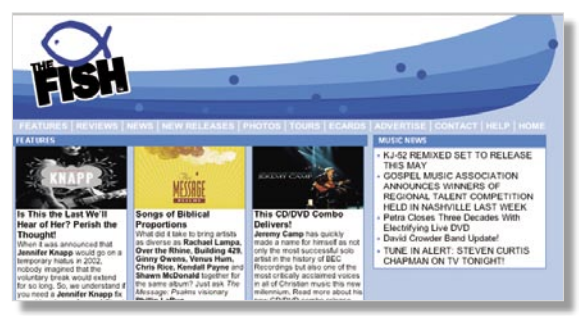 THE
FISH
FEATURES | REVIEWS | NEWS | NEW RELEASES | PHOTOS | TOURS | ECARDS | ADVERTISE | CONTACT | HELP | HOME
FEATURES
KNAPP
Is This the Last We'll
Hear of Her? Perish the
Thought!
When it was announced that
Jennifer Knapp would go on a
temporary hiatus in 2002,
nobody imagined that the
voluntary break would extend
for so long. So, we understand if
you need a Jennifer Knapp fix
The
MESSAGE
PSALMS
Songs of Biblical
Proportions
What did it take to bring artists
as diverse as Rachael Lampa,
Over the Rhine, Building 429,
Ginny Owens, Venus Hum,
Chris Rice, Kendall Payne and
Shawn McDonald together for
the same album? Just ask The
Message: Psalms visionary
JEREMY CAMP
This CD/DVD Combo
Delivers!
Jeremy Camp has quickly
made a name for himself as not
only the most successful solo
artist in the history of BEC
Recordings but also one of the
most critically acclaimed voices
in all of Christian music this new
millennium. Read more about his
MUSIC NEWS
• KJ-52 REMIXED SET TO RELEASE
THIS MAY
• GOSPEL MUSIC ASSOCIATION
ANNOUNCES WINNERS OF
REGIONAL TALENT COMPETITION
HELD IN NASHVILLE LAST WEEK
• Petra Closes Three Decades With
Electrifying Live DVD
• David Crowder Band Update!
• TUNE IN ALERT: STEVEN CURTIS
CHAPMAN ON TV TONIGHT!